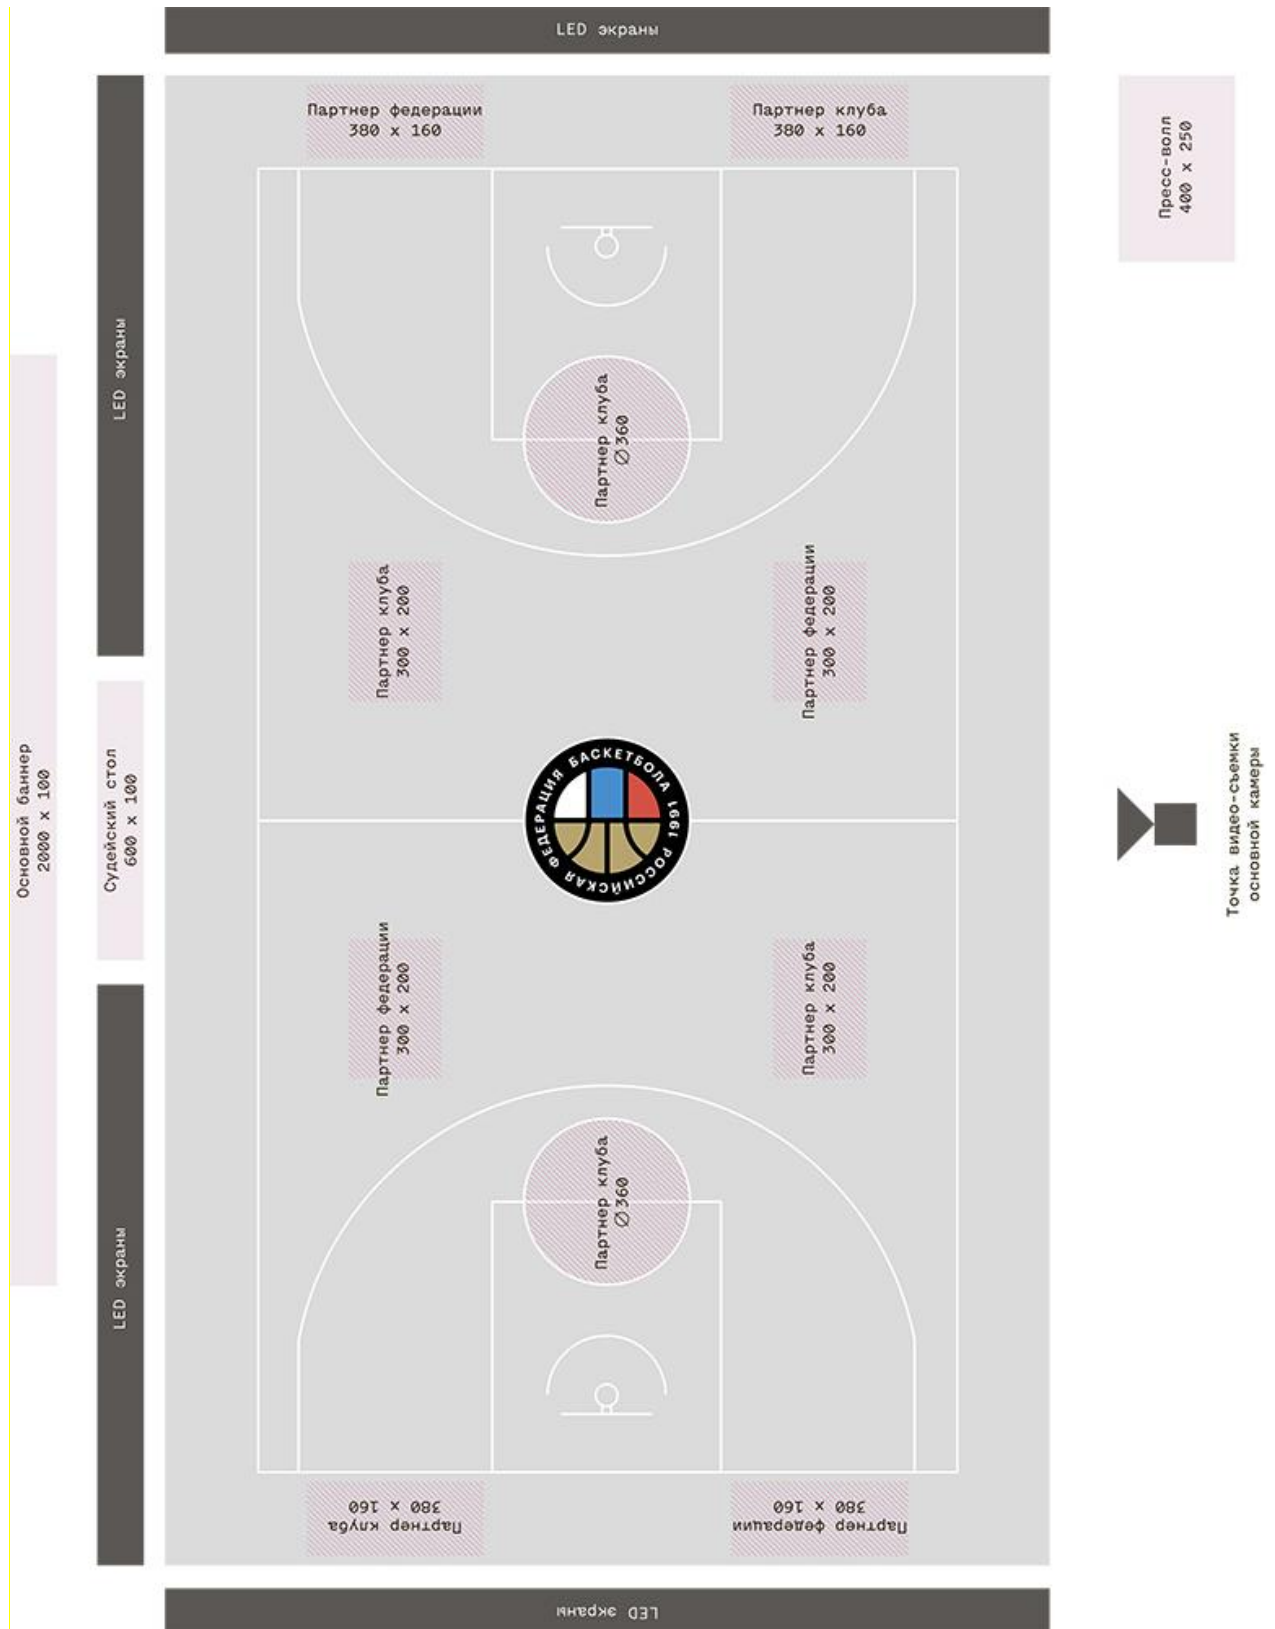 LED экраны
Партнер федерации
380 x 160
Партнер клуба
380 x 160
Пресс-волл
400 x 250
LED экраны
Партнер клуба
∅360
Партнер клуба
300 x 200
Партнер федерации
300 x 200
Основной баннер
2000 x 100
Судейский стол
600 x 100
РОССИЙСКАЯ ФЕДЕРАЦИЯ БАСКЕТБОЛА 1991
Точка видео-съемки
основной камеры
Партнер федерации
300 x 200
Партнер клуба
300 x 200
LED экраны
Партнер клуба
∅360
Партнер клуба
380 x 160
Партнер федерации
380 x 160
LED экраны